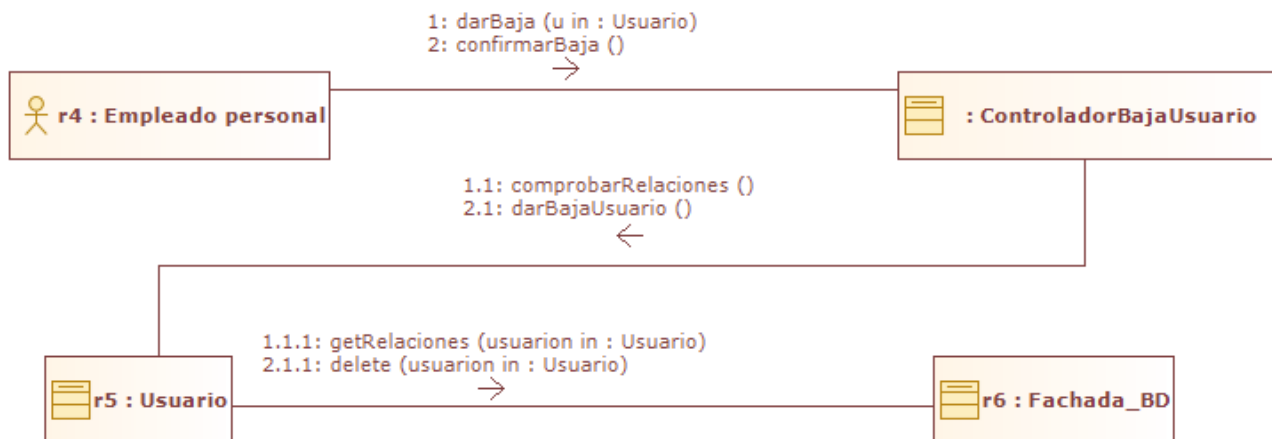 1: darBaja (u in : Usuario)
2: confirmarBaja ()
r4 : Empleado personal
: ControladorBajaUsuario
1.1: comprobarRelaciones ()
2.1: darBajaUsuario ()
1.1.1: getRelaciones (usuarion in : Usuario)
2.1.1: delete (usuarion in : Usuario)
r5 : Usuario
r6 : Fachada_BD